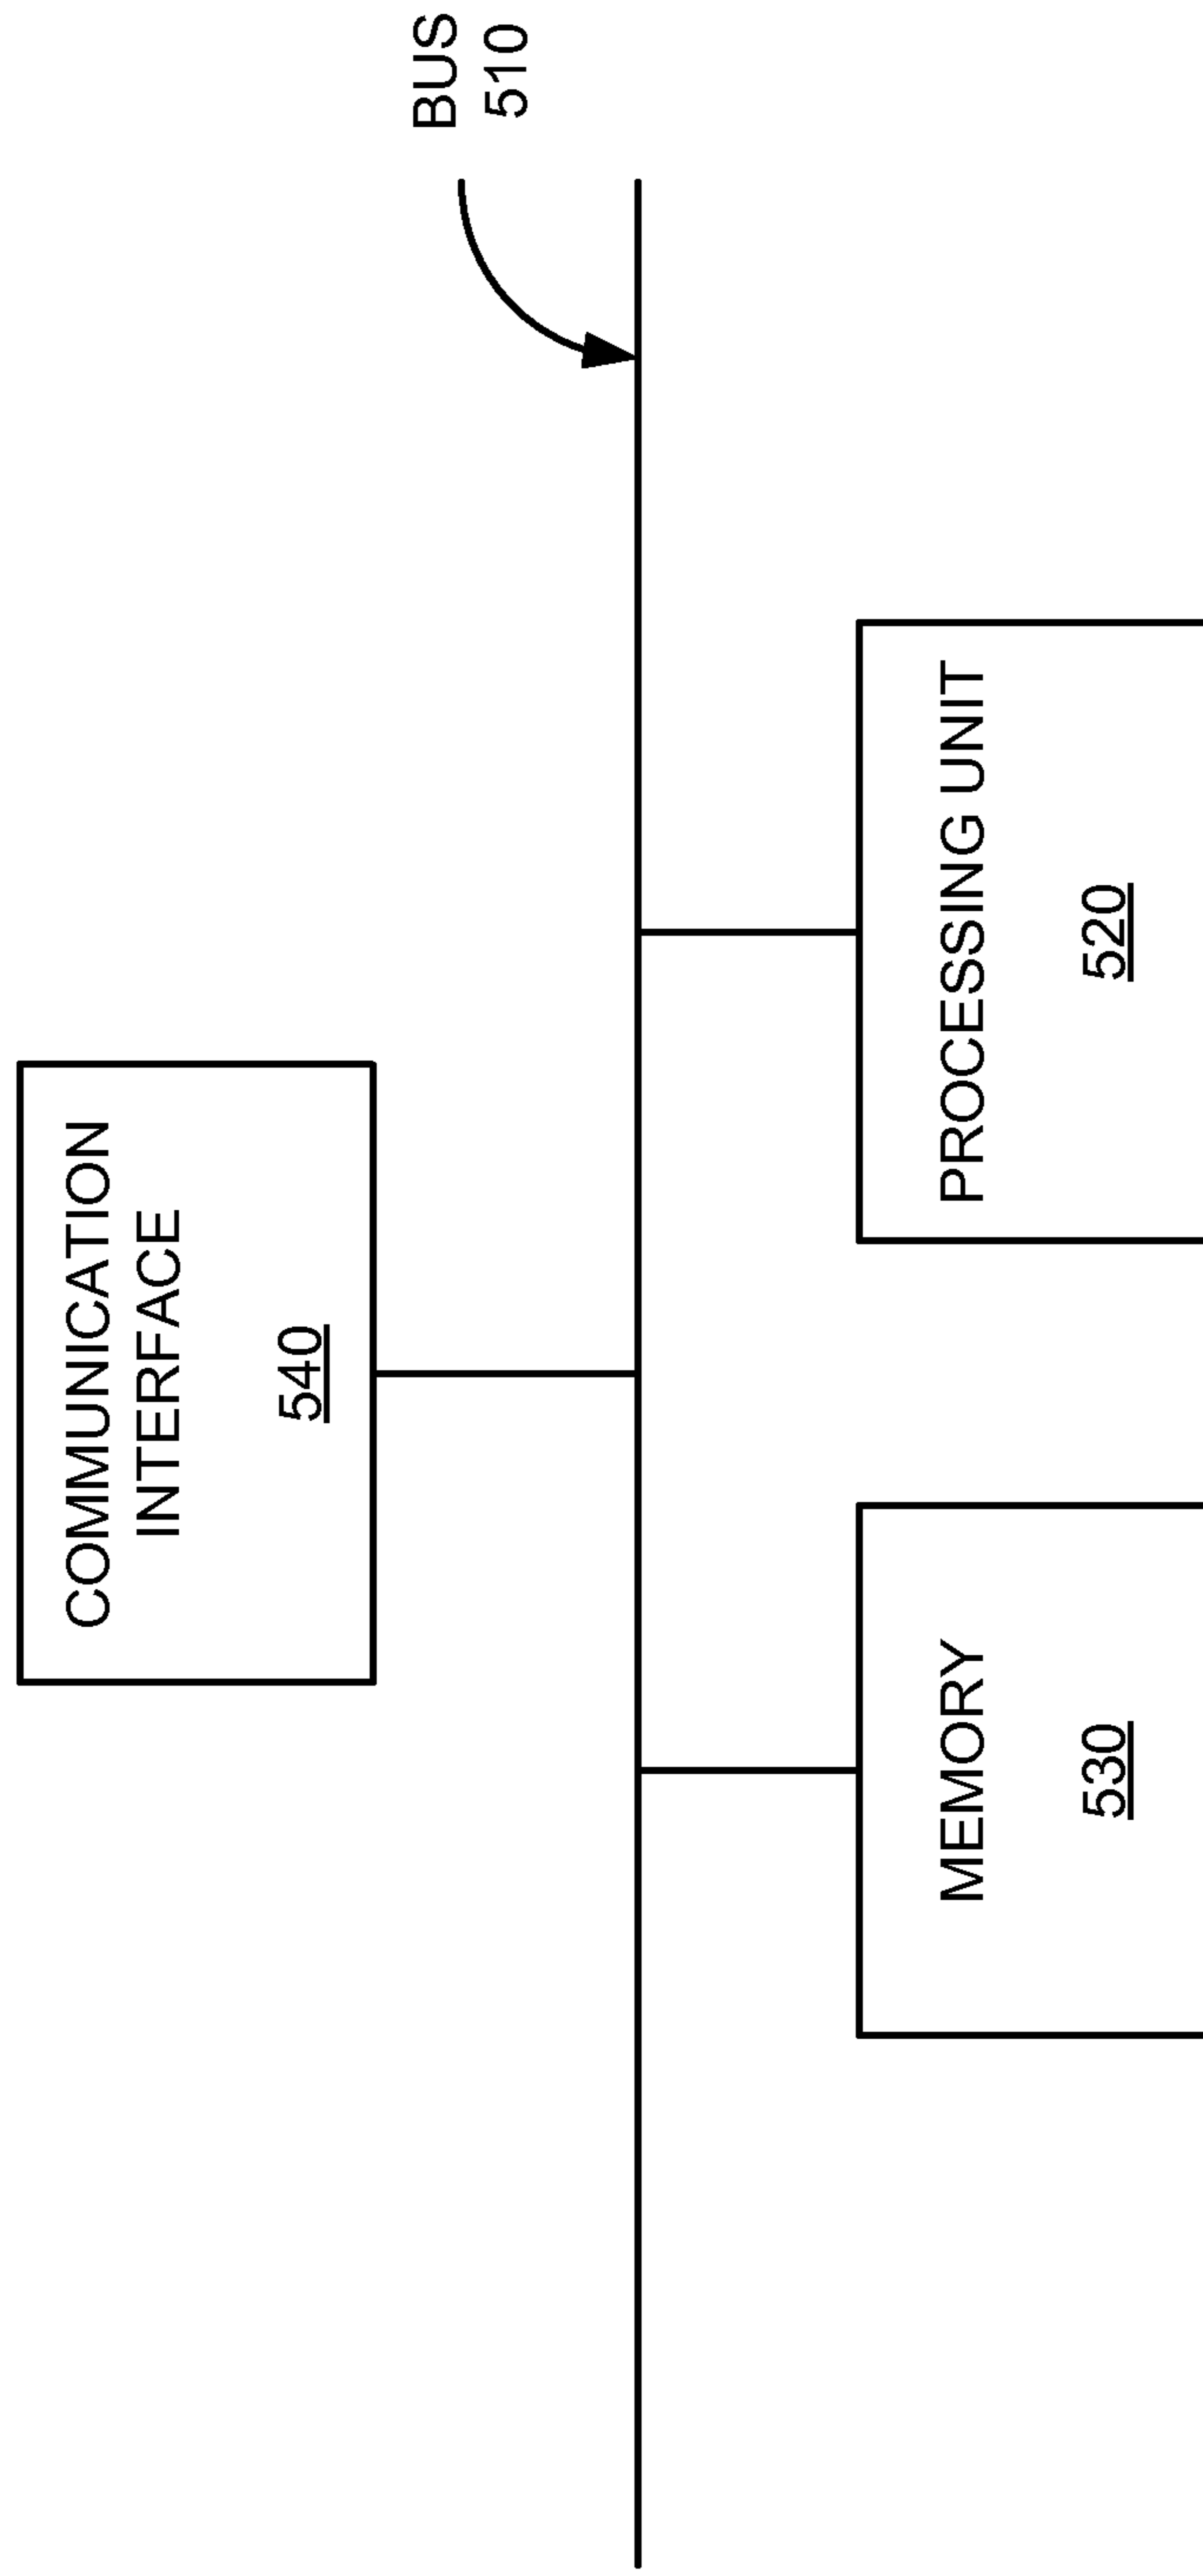 COMMUNICATION
INTERFACE
540
BUS
510
MEMORY
530
PROCESSING UNIT
520